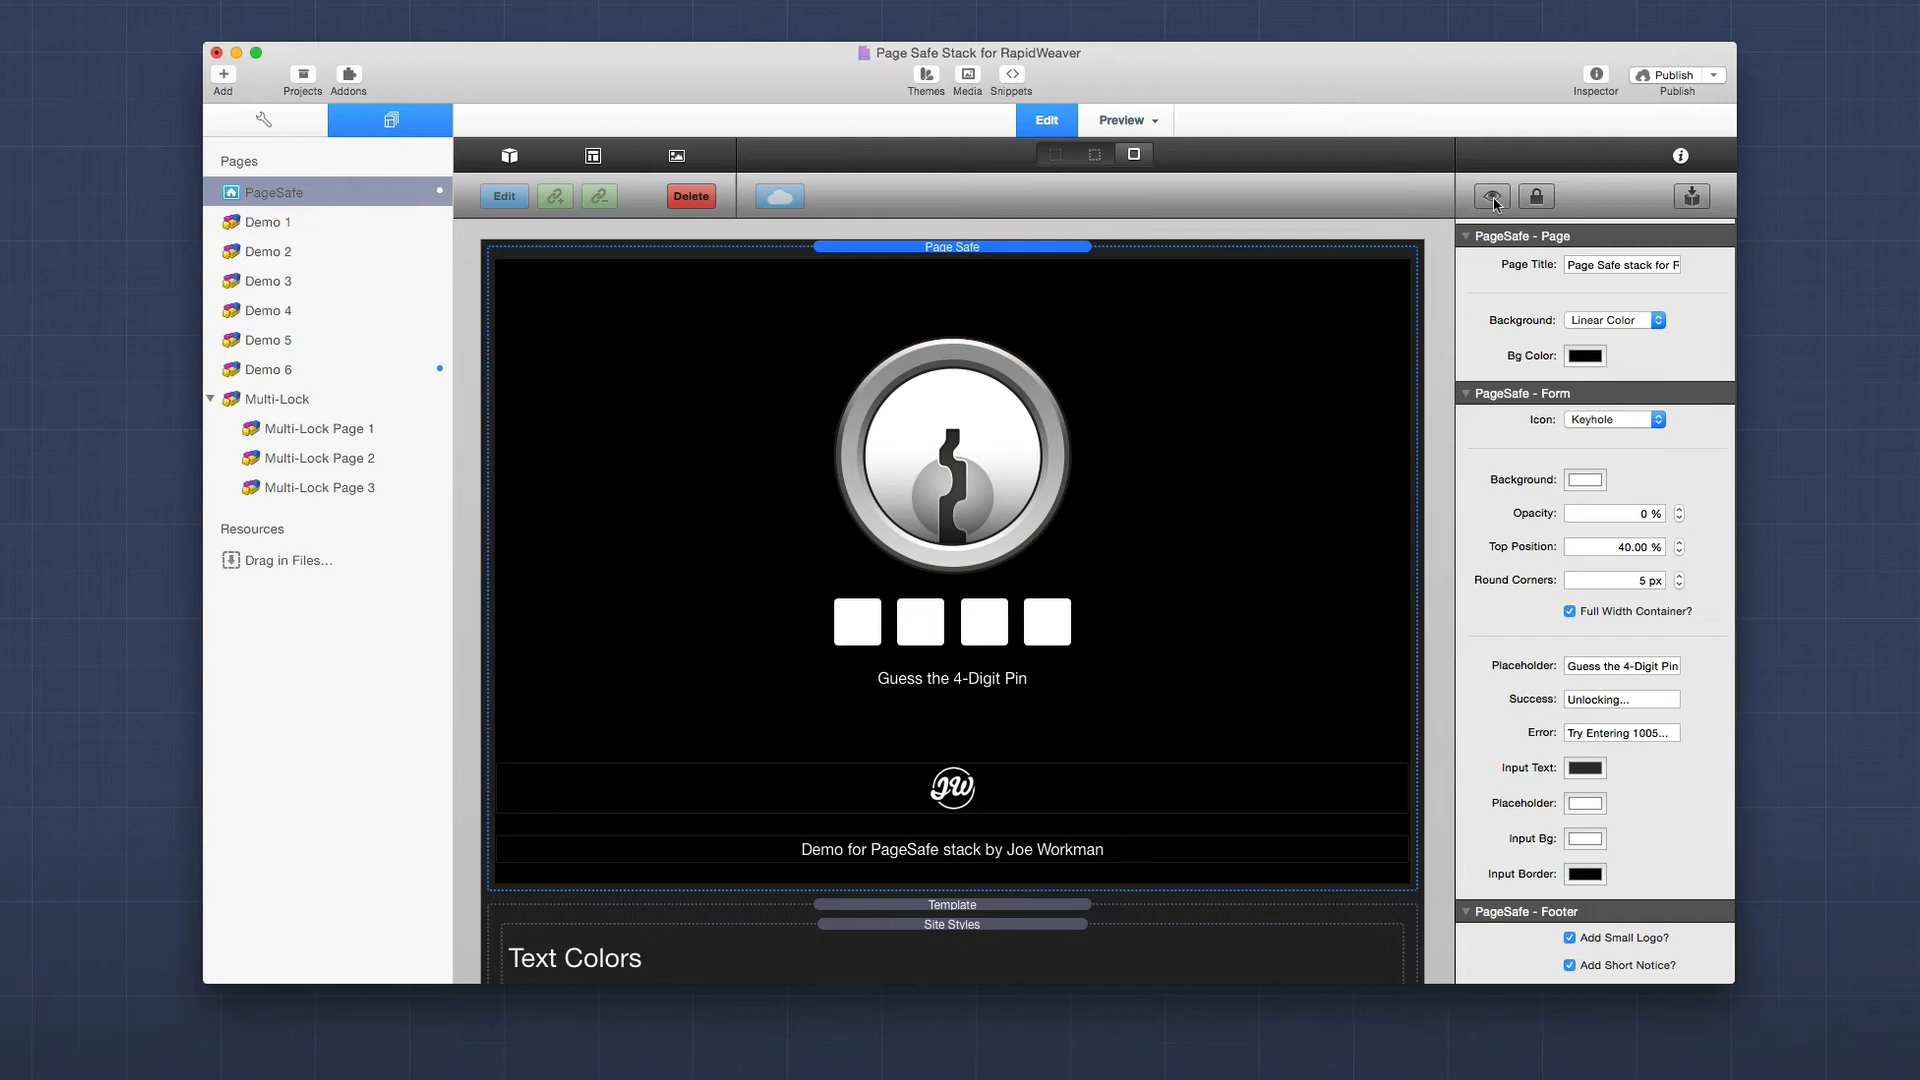 Page Safe Stack for RapidWeaver
Add
Projects
Addons
Themes
Media
Snippets
Inspector
Publish
Publish
Edit
Preview
Edit
Delete
Pages
PageSafe
Demo 1
Demo 2
Demo 3
Demo 4
Demo 5
Demo 6
Multi-Lock
Multi-Lock Page 1
Multi-Lock Page 2
Multi-Lock Page 3
Resources
Drag in Files...
Page Safe
Guess the 4-Digit Pin
JW
Demo for PageSafe stack by Joe Workman
Template
Site Styles
Text Colors
PageSafe - Page
Page Title: Page Safe stack for R
Background: Linear Color
Bg Color:
PageSafe - Form
Icon: Keyhole
Background:
Opacity: 0 %
Top Position: 40.00 %
Round Corners: 5 px
Full Width Container?
Placeholder: Guess the 4-Digit Pin
Success: Unlocking...
Error: Try Entering 1005...
Input Text:
Placeholder:
Input Bg:
Input Border:
PageSafe - Footer
Add Small Logo?
Add Short Notice?